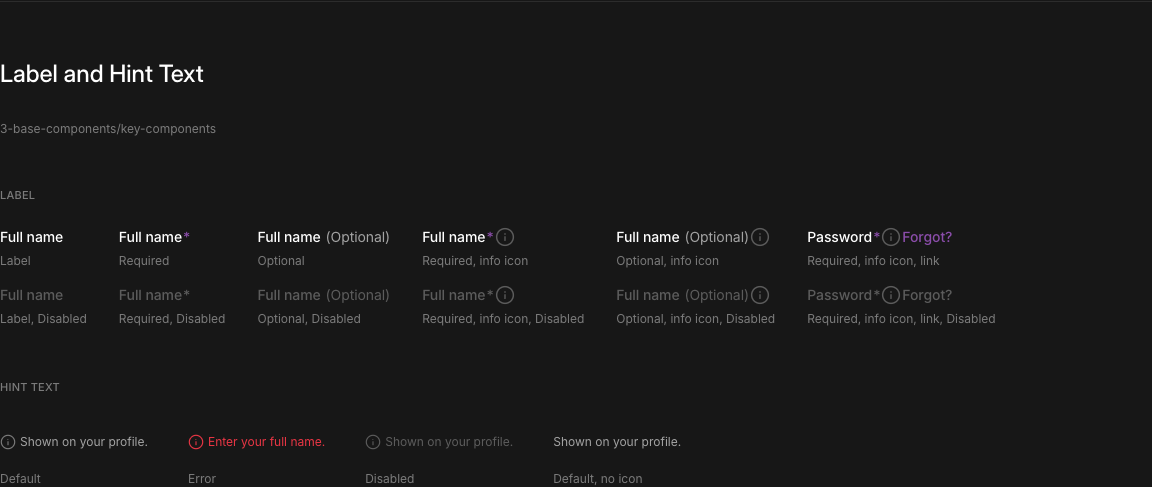 Label and Hint Text
3-base-components/key-components
LABEL
Full name Full name* Full name (Optional) Full name* Full name (Optional) Password* Forgot?
Label Required Optional Required, info icon Optional, info icon Required, info icon, link
Full name Full name* Full name (Optional) Full name* Full name (Optional) Password* Forgot?
Label, Disabled Required, Disabled Optional, Disabled Required, info icon, Disabled Optional, info icon, Disabled Required, info icon, link, Disabled
HINT TEXT
Shown on your profile. Enter your full name. Shown on your profile. Shown on your profile.
Default Error Disabled Default, no icon